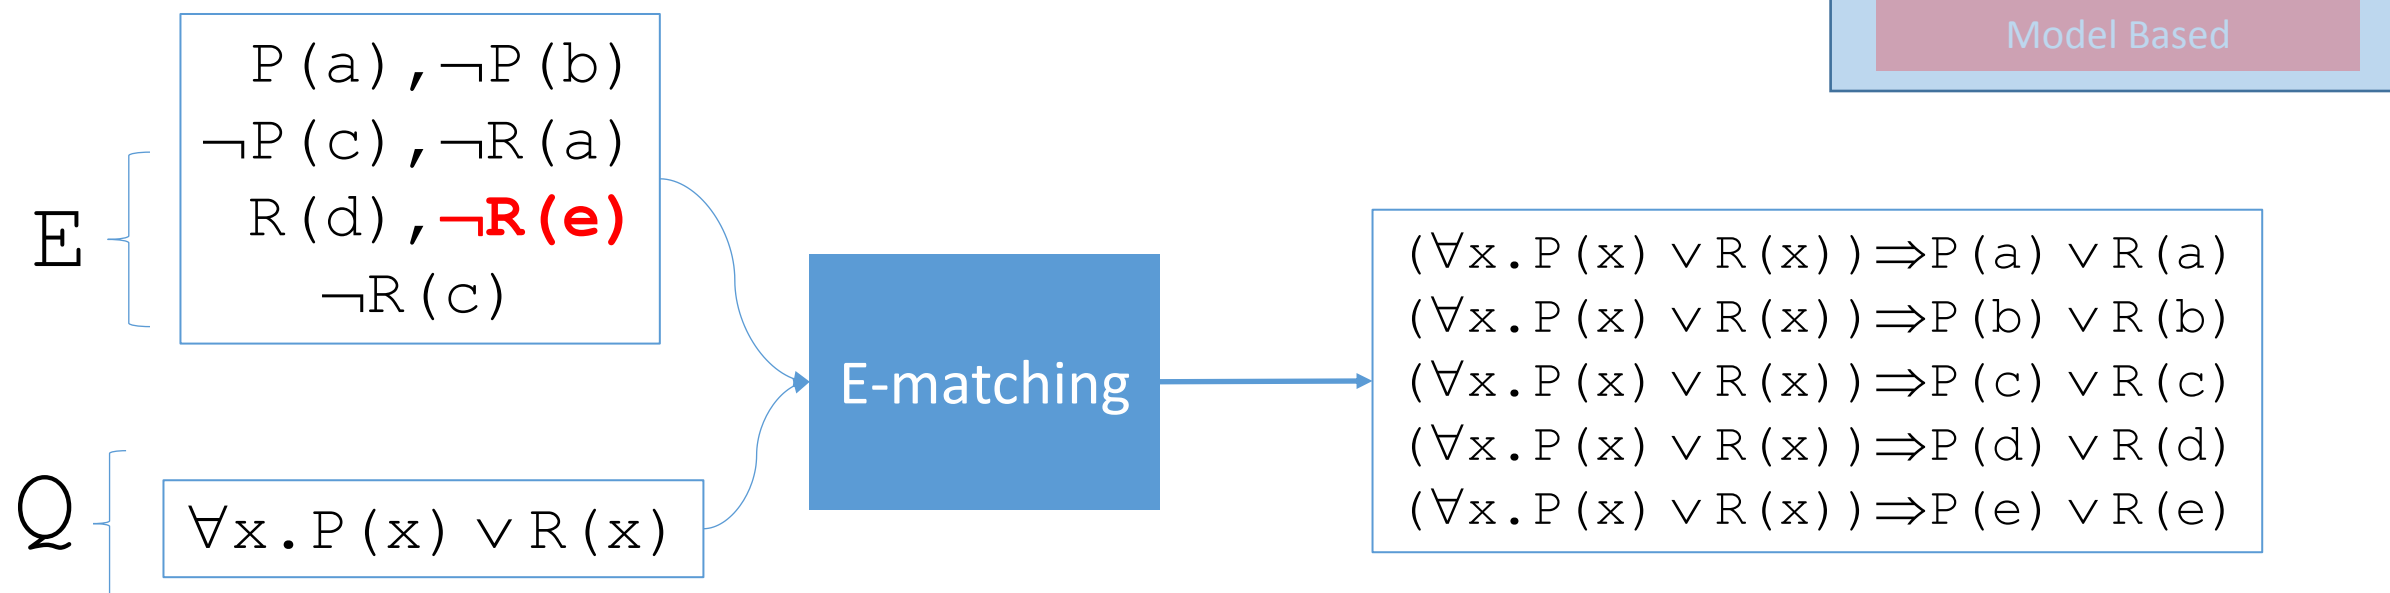 Model Based
P(a),¬P(b)
¬P(c),¬R(a)
R(d),¬R(e)
¬R(c)
E
E-matching
(∀x.P(x)∨R(x))⇒P(a)∨R(a)
(∀x.P(x)∨R(x))⇒P(b)∨R(b)
(∀x.P(x)∨R(x))⇒P(c)∨R(c)
(∀x.P(x)∨R(x))⇒P(d)∨R(d)
(∀x.P(x)∨R(x))⇒P(e)∨R(e)
Q
∀x.P(x)∨R(x)